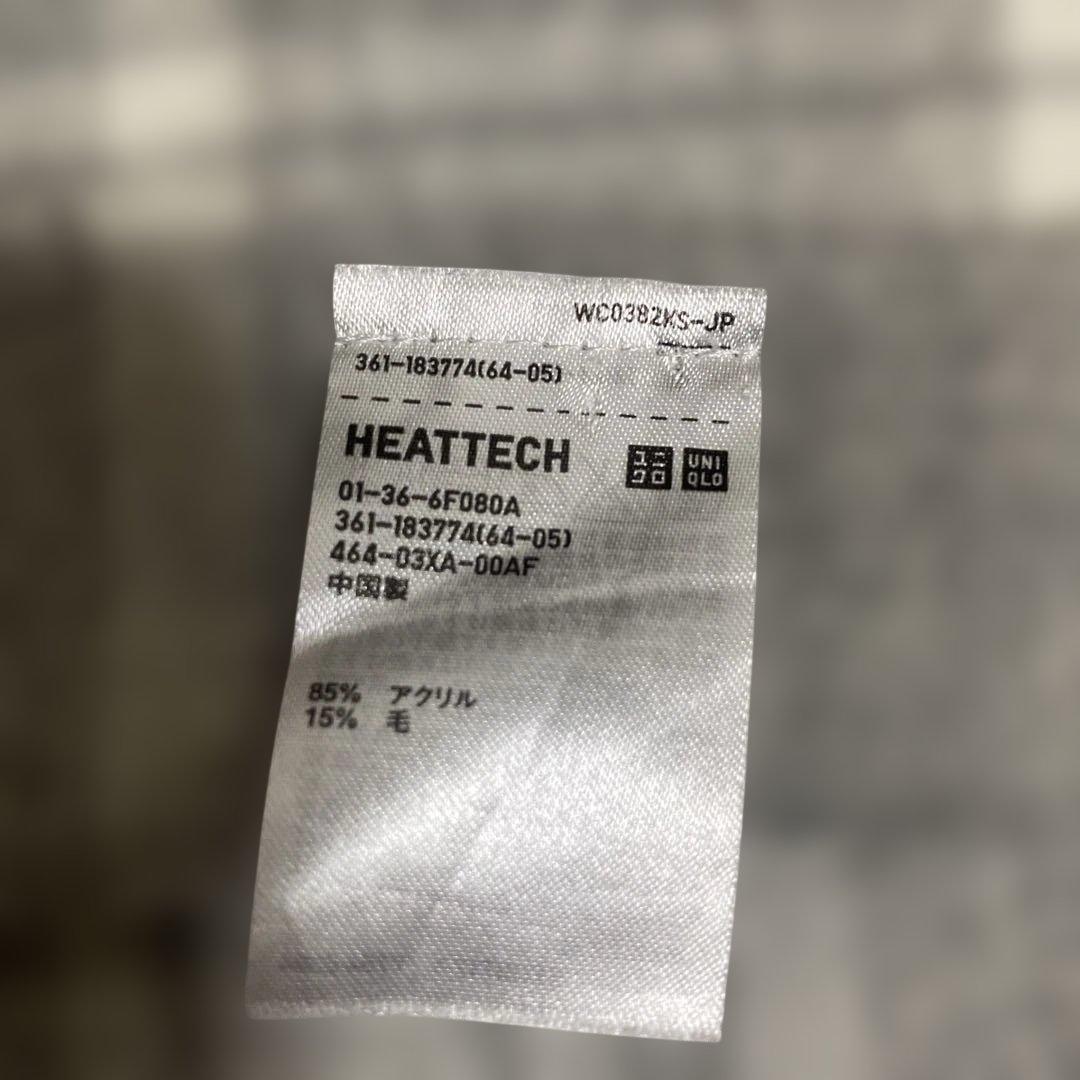 WC0382KS-JP
361-183774(64-05)
HEATTECH
ユニ
クロ
UNI
QLO
01-36-6F080A
361-183774(64-05)
464-03XA-00AF
中国製
85% アクリル
15% 毛